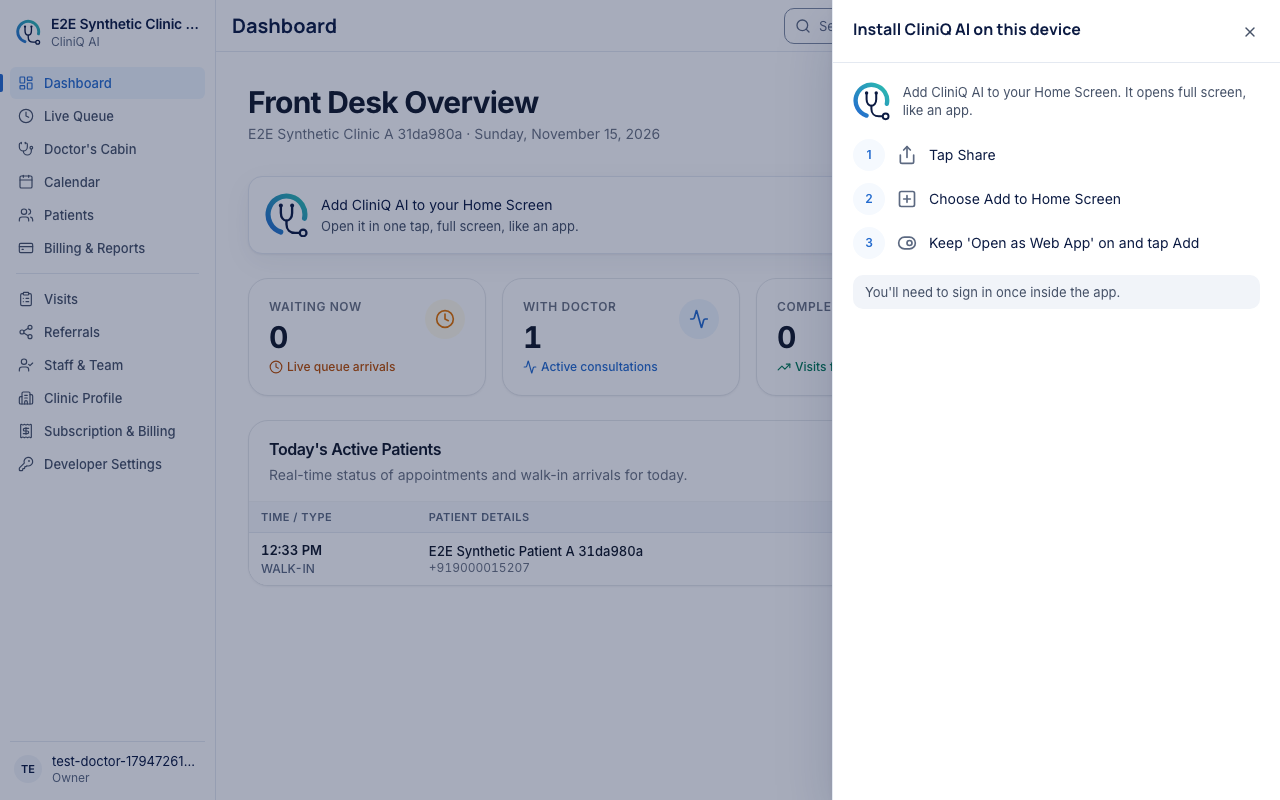 E2E Synthetic Clinic ...
CliniQ AI
Dashboard
Live Queue
Doctor's Cabin
Calendar
Patients
Billing & Reports
Visits
Referrals
Staff & Team
Clinic Profile
Subscription & Billing
Developer Settings
TE
test-doctor-17947261...
Owner
Dashboard
Front Desk Overview
E2E Synthetic Clinic A 31da980a · Sunday, November 15, 2026
Add CliniQ AI to your Home Screen
Open it in one tap, full screen, like an app.
WAITING NOW
0
Live queue arrivals
WITH DOCTOR
1
Active consultations
0
Visits
Today's Active Patients
Real-time status of appointments and walk-in arrivals for today.
TIME / TYPE
PATIENT DETAILS
12:33 PM
WALK-IN
E2E Synthetic Patient A 31da980a
+919000015207
Install CliniQ AI on this device
Add CliniQ AI to your Home Screen. It opens full screen,
like an app.
1
Tap Share
2
Choose Add to Home Screen
3
Keep 'Open as Web App' on and tap Add
You'll need to sign in once inside the app.